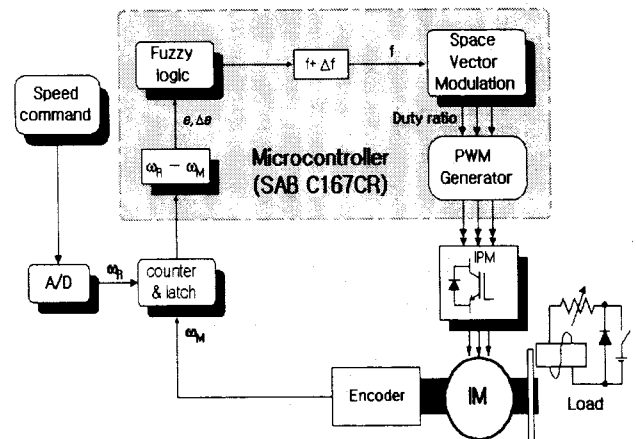 Fuzzy
logic
f+ Δf
f
Space
Vector
Modulation
Speed
command
e, Δe
Duty ratio
ω_R − ω_M
Microcontroller
(SAB C167CR)
PWM
Generator
A/D
ω_R
counter
& latch
IPM
ω_M
Encoder
IM
Load